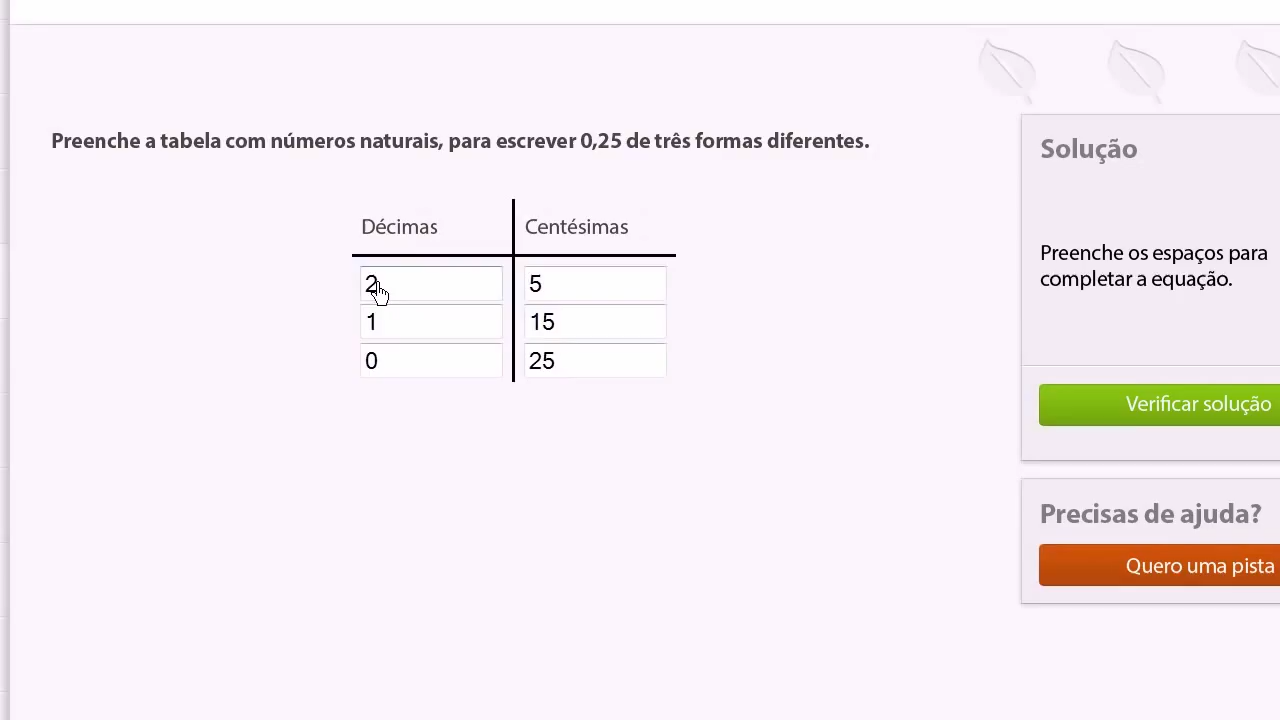 Preenche a tabela com números naturais, para escrever 0,25 de três formas diferentes.
Décimas Centésimas
2 5
1 15
0 25
Solução
Preenche os espaços para
completar a equação.
Verificar solução
Precisas de ajuda?
Quero uma pista